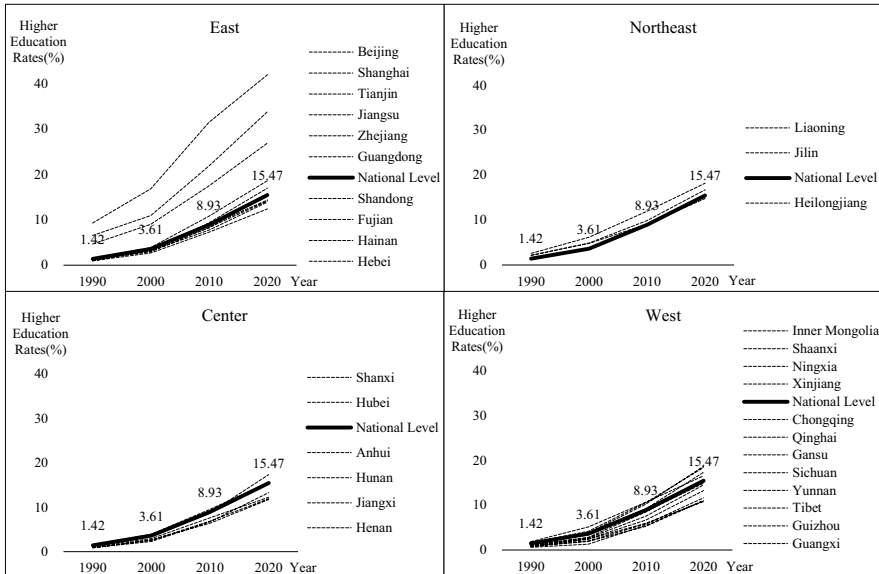 Higher
Education
Rates(%)
East
40
30
20
10
0
1.42
3.61
8.93
15.47
1990 2000 2010 2020 Year
Beijing
Shanghai
Tianjin
Jiangsu
Zhejiang
Guangdong
National Level
Shandong
Fujian
Hainan
Hebei
Higher
Education
Rates(%)
Northeast
40
30
20
10
0
1.42
3.61
8.93
15.47
1990 2000 2010 2020 Year
Liaoning
Jilin
National Level
Heilongjiang
Higher
Education
Rates(%)
Center
40
30
20
10
0
1.42
3.61
8.93
15.47
1990 2000 2010 2020 Year
Shanxi
Hubei
National Level
Anhui
Hunan
Jiangxi
Henan
Higher
Education
Rates(%)
West
40
30
20
10
0
1.42
3.61
8.93
15.47
1990 2000 2010 2020 Year
Inner Mongolia
Shaanxi
Ningxia
Xinjiang
National Level
Chongqing
Qinghai
Gansu
Sichuan
Yunnan
Tibet
Guizhou
Guangxi